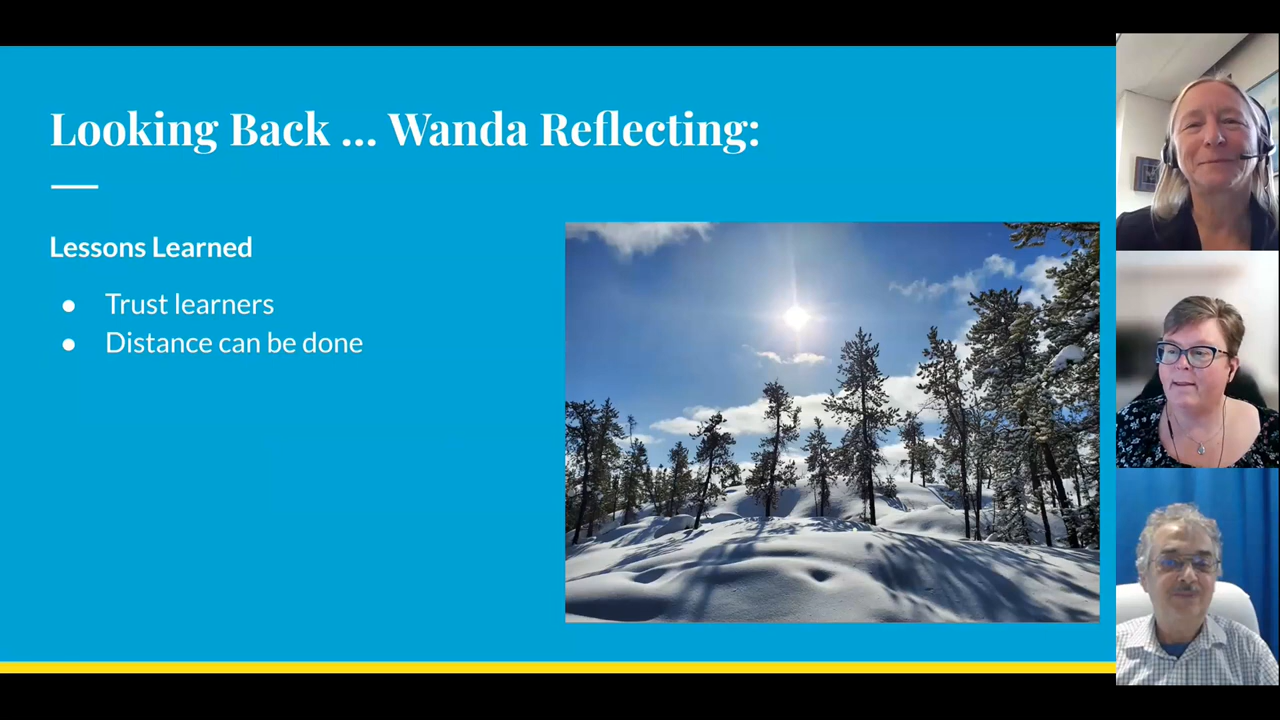 Looking Back ... Wanda Reflecting:
Lessons Learned
● Trust learners
● Distance can be done